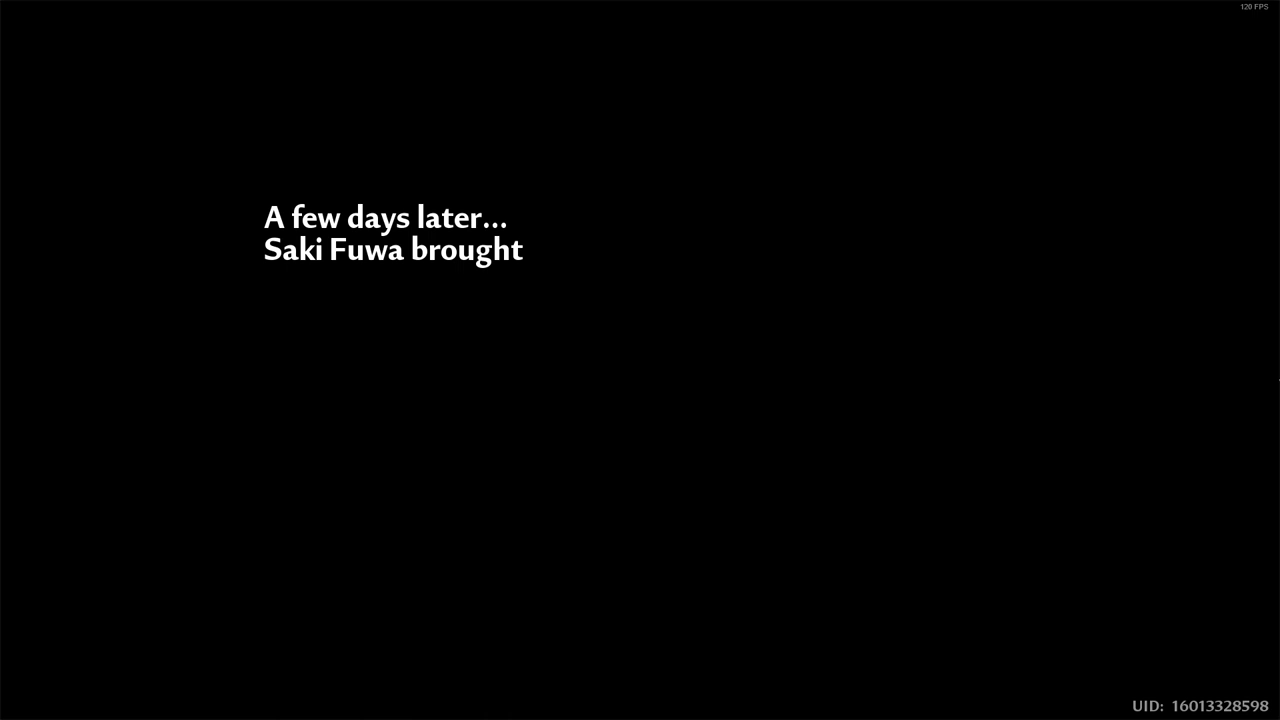 120 FPS
A few days later...
Saki Fuwa brought
UID: 16013328598